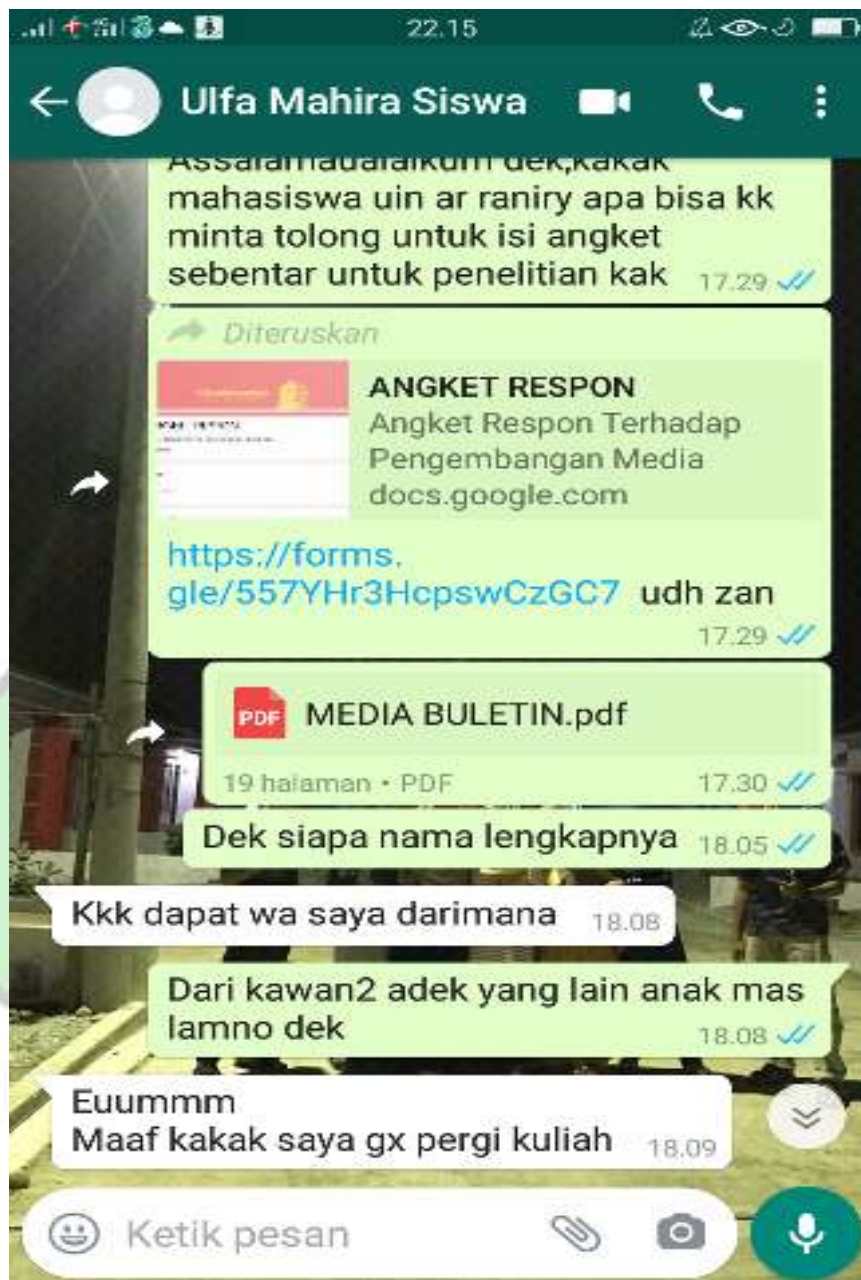 22.15
Ulfa Mahira Siswa
Assalamaualaikum dek,kakak
mahasiswa uin ar raniry apa bisa kk
minta tolong untuk isi angket
sebentar untuk penelitian kak 17.29
Diteruskan
ANGKET RESPON
Angket Respon Terhadap
Pengembangan Media
docs.google.com
https://forms.
gle/557YHr3HcpswCzGC7 udh zan
17.29
PDF MEDIA BULETIN.pdf
19 halaman • PDF 17.30
Dek siapa nama lengkapnya 18.05
Kkk dapat wa saya darimana 18.08
Dari kawan2 adek yang lain anak mas
lamno dek 18.08
Euummm
Maaf kakak saya gx pergi kuliah 18.09
Ketik pesan